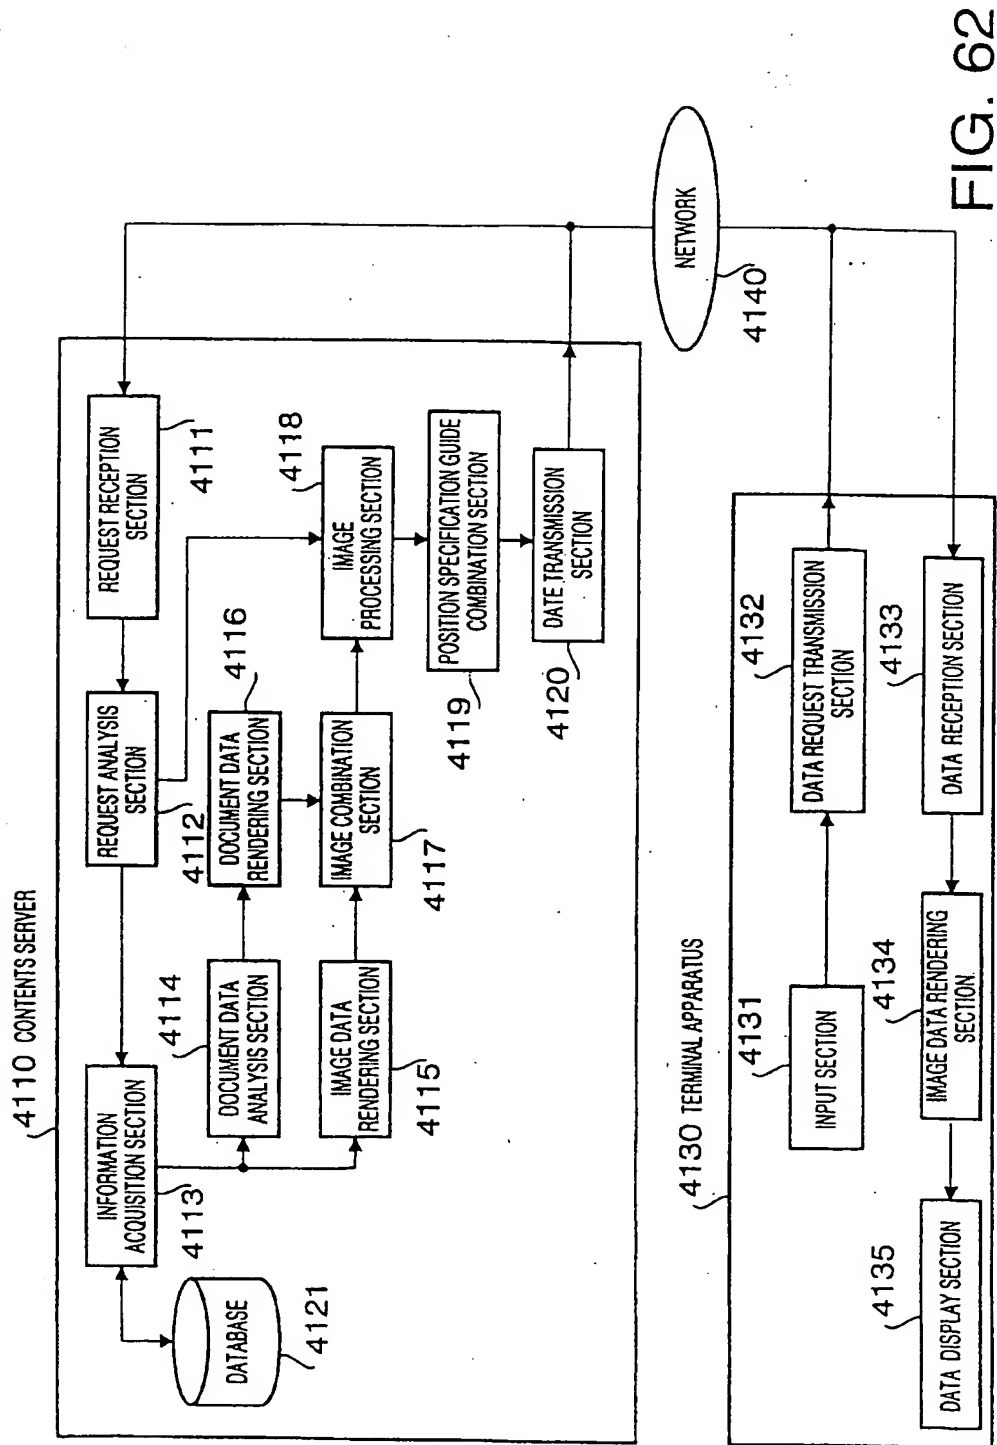 4110 CONTENTS SERVER
INFORMATION
ACQUISITION SECTION
4113
REQUEST ANALYSIS
SECTION
4112
REQUEST RECEPTION
SECTION
4111
DATABASE
4121
DOCUMENT DATA
ANALYSIS SECTION
4114
DOCUMENT DATA
RENDERING SECTION
4116
IMAGE DATA
RENDERING SECTION
4115
IMAGE COMBINATION
SECTION
4117
IMAGE
PROCESSING SECTION
4118
POSITION SPECIFICATION GUIDE
COMBINATION SECTION
4119
DATE TRANSMISSION
SECTION
4120
NETWORK
4140
4130 TERMINAL APPARATUS
INPUT SECTION
4131
DATA REQUEST TRANSMISSION
SECTION
4132
DATA DISPLAY SECTION
4135
IMAGE DATA RENDERING
SECTION
4134
DATA RECEPTION SECTION
4133
FIG. 62